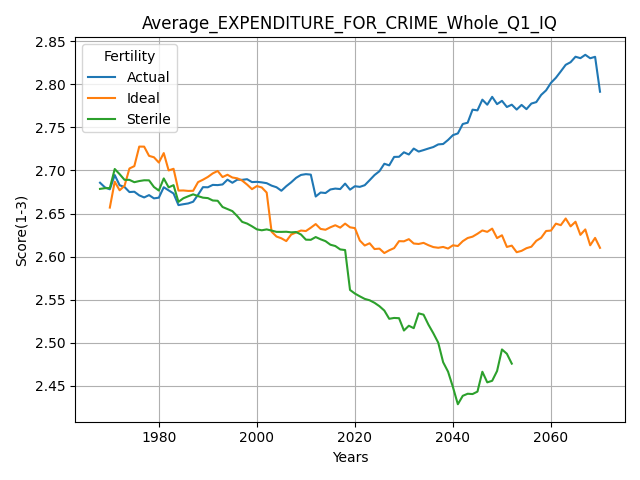 Average_EXPENDITURE_FOR_CRIME_Whole_Q1_IQ
Fertility
Actual
Ideal
Sterile
Score(1-3)
2.85
2.80
2.75
2.70
2.65
2.60
2.55
2.50
2.45
1980 2000 2020 2040 2060
Years